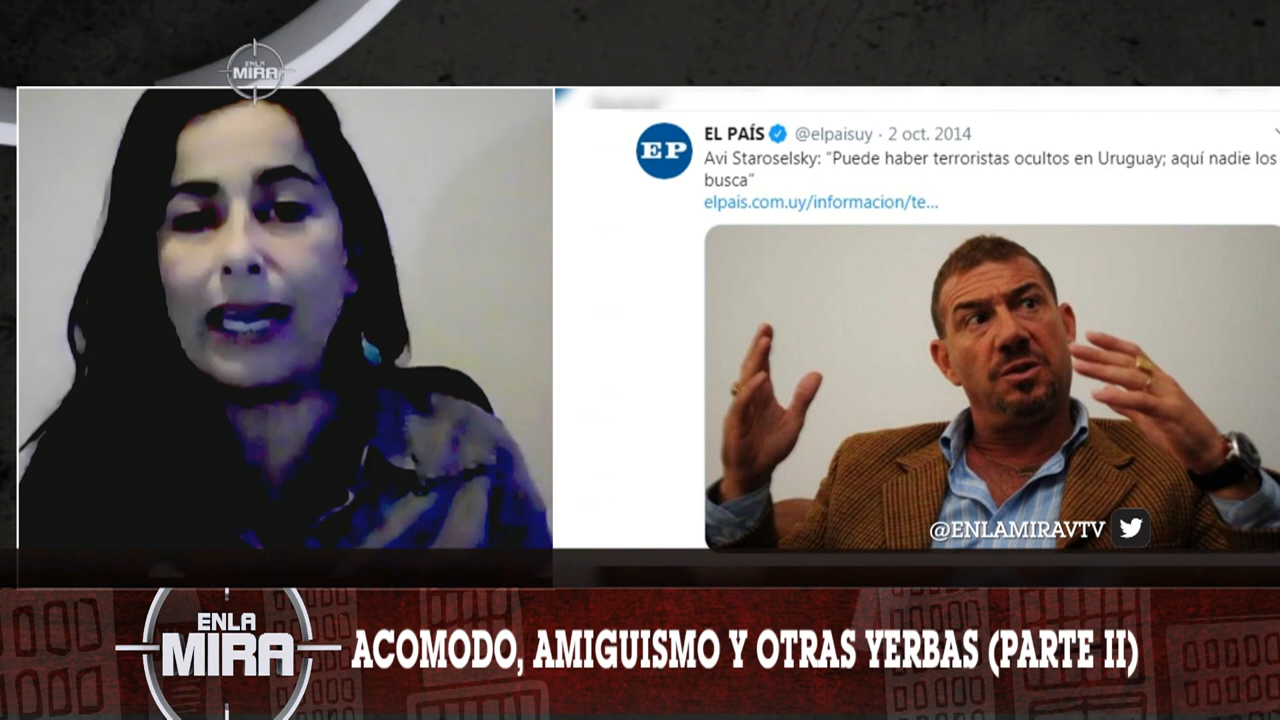 EN LA
MIRA
EL PAÍS @elpaisuy · 2 oct. 2014
EP
Avi Staroselsky: “Puede haber terroristas ocultos en Uruguay; aquí nadie los
busca”
elpais.com.uy/informacion/te...
@ENLAMIRAVTV
EN LA
MIRA
ACOMODO, AMIGUISMO Y OTRAS YERBAS (PARTE II)